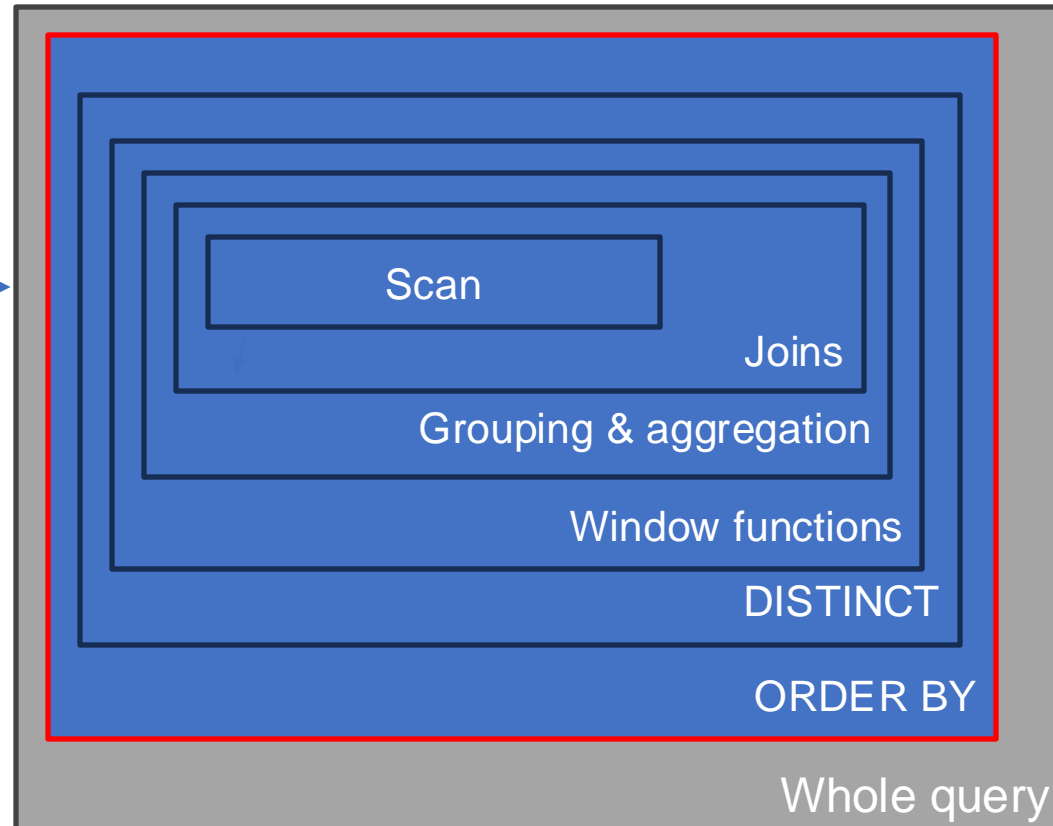 Scan
Joins
Grouping & aggregation
Window functions
DISTINCT
ORDER BY
Whole query